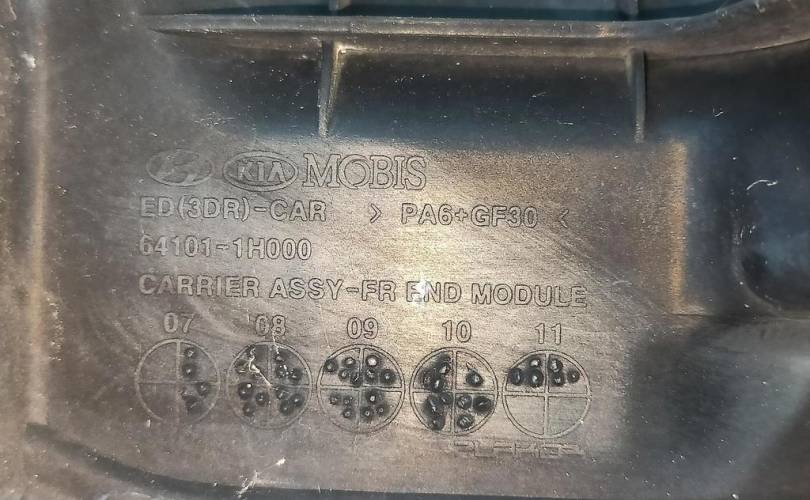 KIA MOBIS
ED(3DR)-CAR > PA6+GF30 <
64101-1H000
CARRIER ASSY-FR END MODULE
07 08 09 10 11